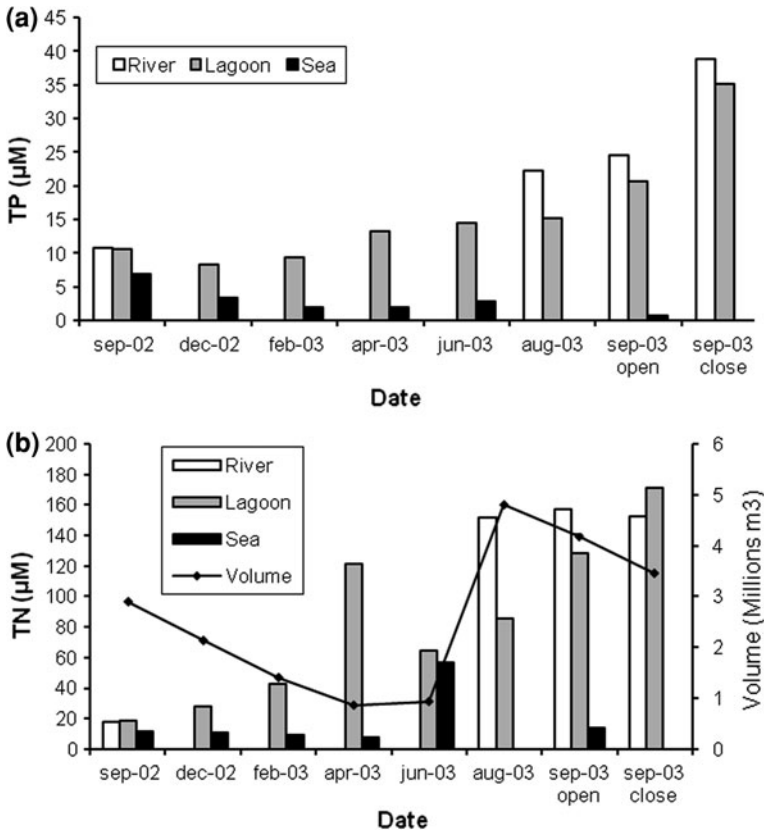 (a)
TP (µM)
45
40
35
30
25
20
15
10
5
0
River Lagoon Sea
sep-02 dec-02 feb-03 apr-03 jun-03 aug-03 sep-03 open sep-03 close
Date
(b)
TN (µM)
200
180
160
140
120
100
80
60
40
20
0
River
Lagoon
Sea
Volume
6
5
4
3
2
1
0
Volume (Millions m3)
sep-02 dec-02 feb-03 apr-03 jun-03 aug-03 sep-03 open sep-03 close
Date